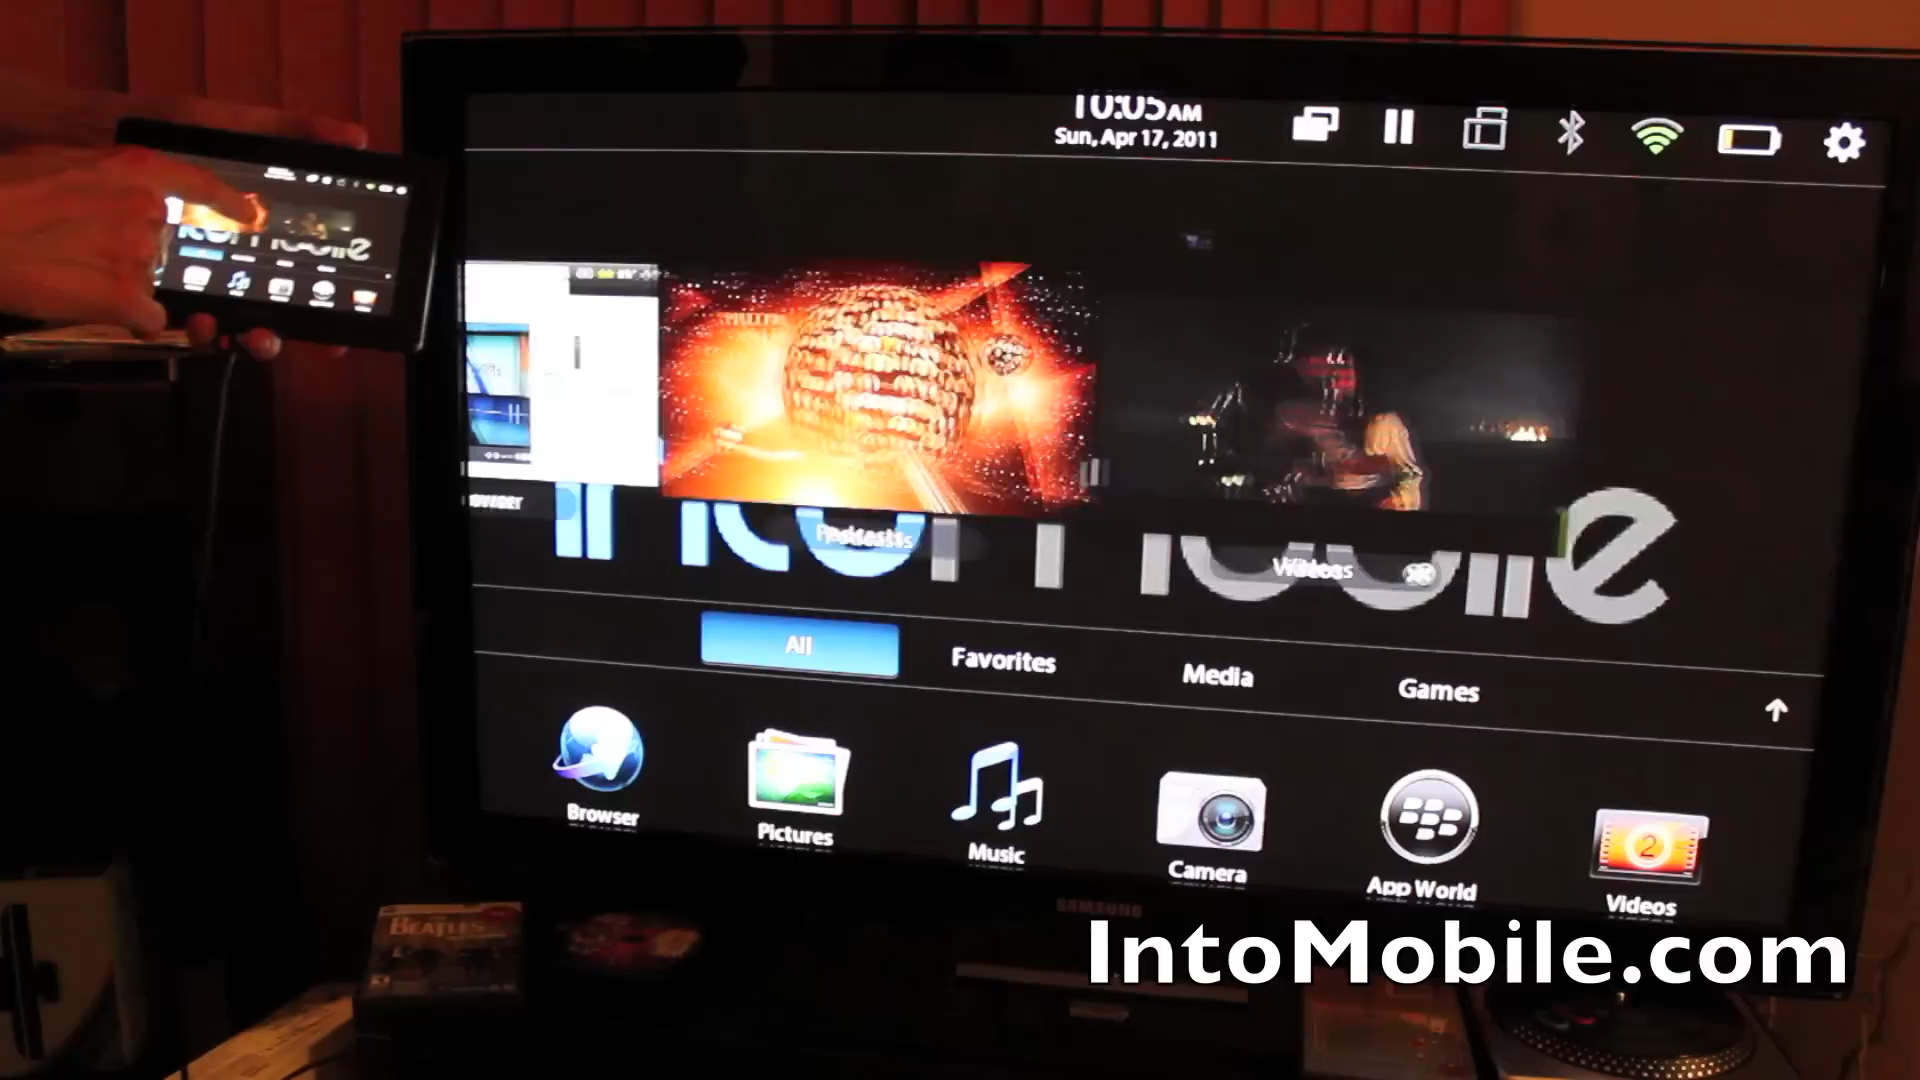 10:05AM
Sun, Apr 17, 2011
Podcasts
Videos
All
Favorites
Media
Games
Browser
Pictures
Music
Camera
App World
2
Videos
SAMSUNG
BEATLES
IntoMobile.com